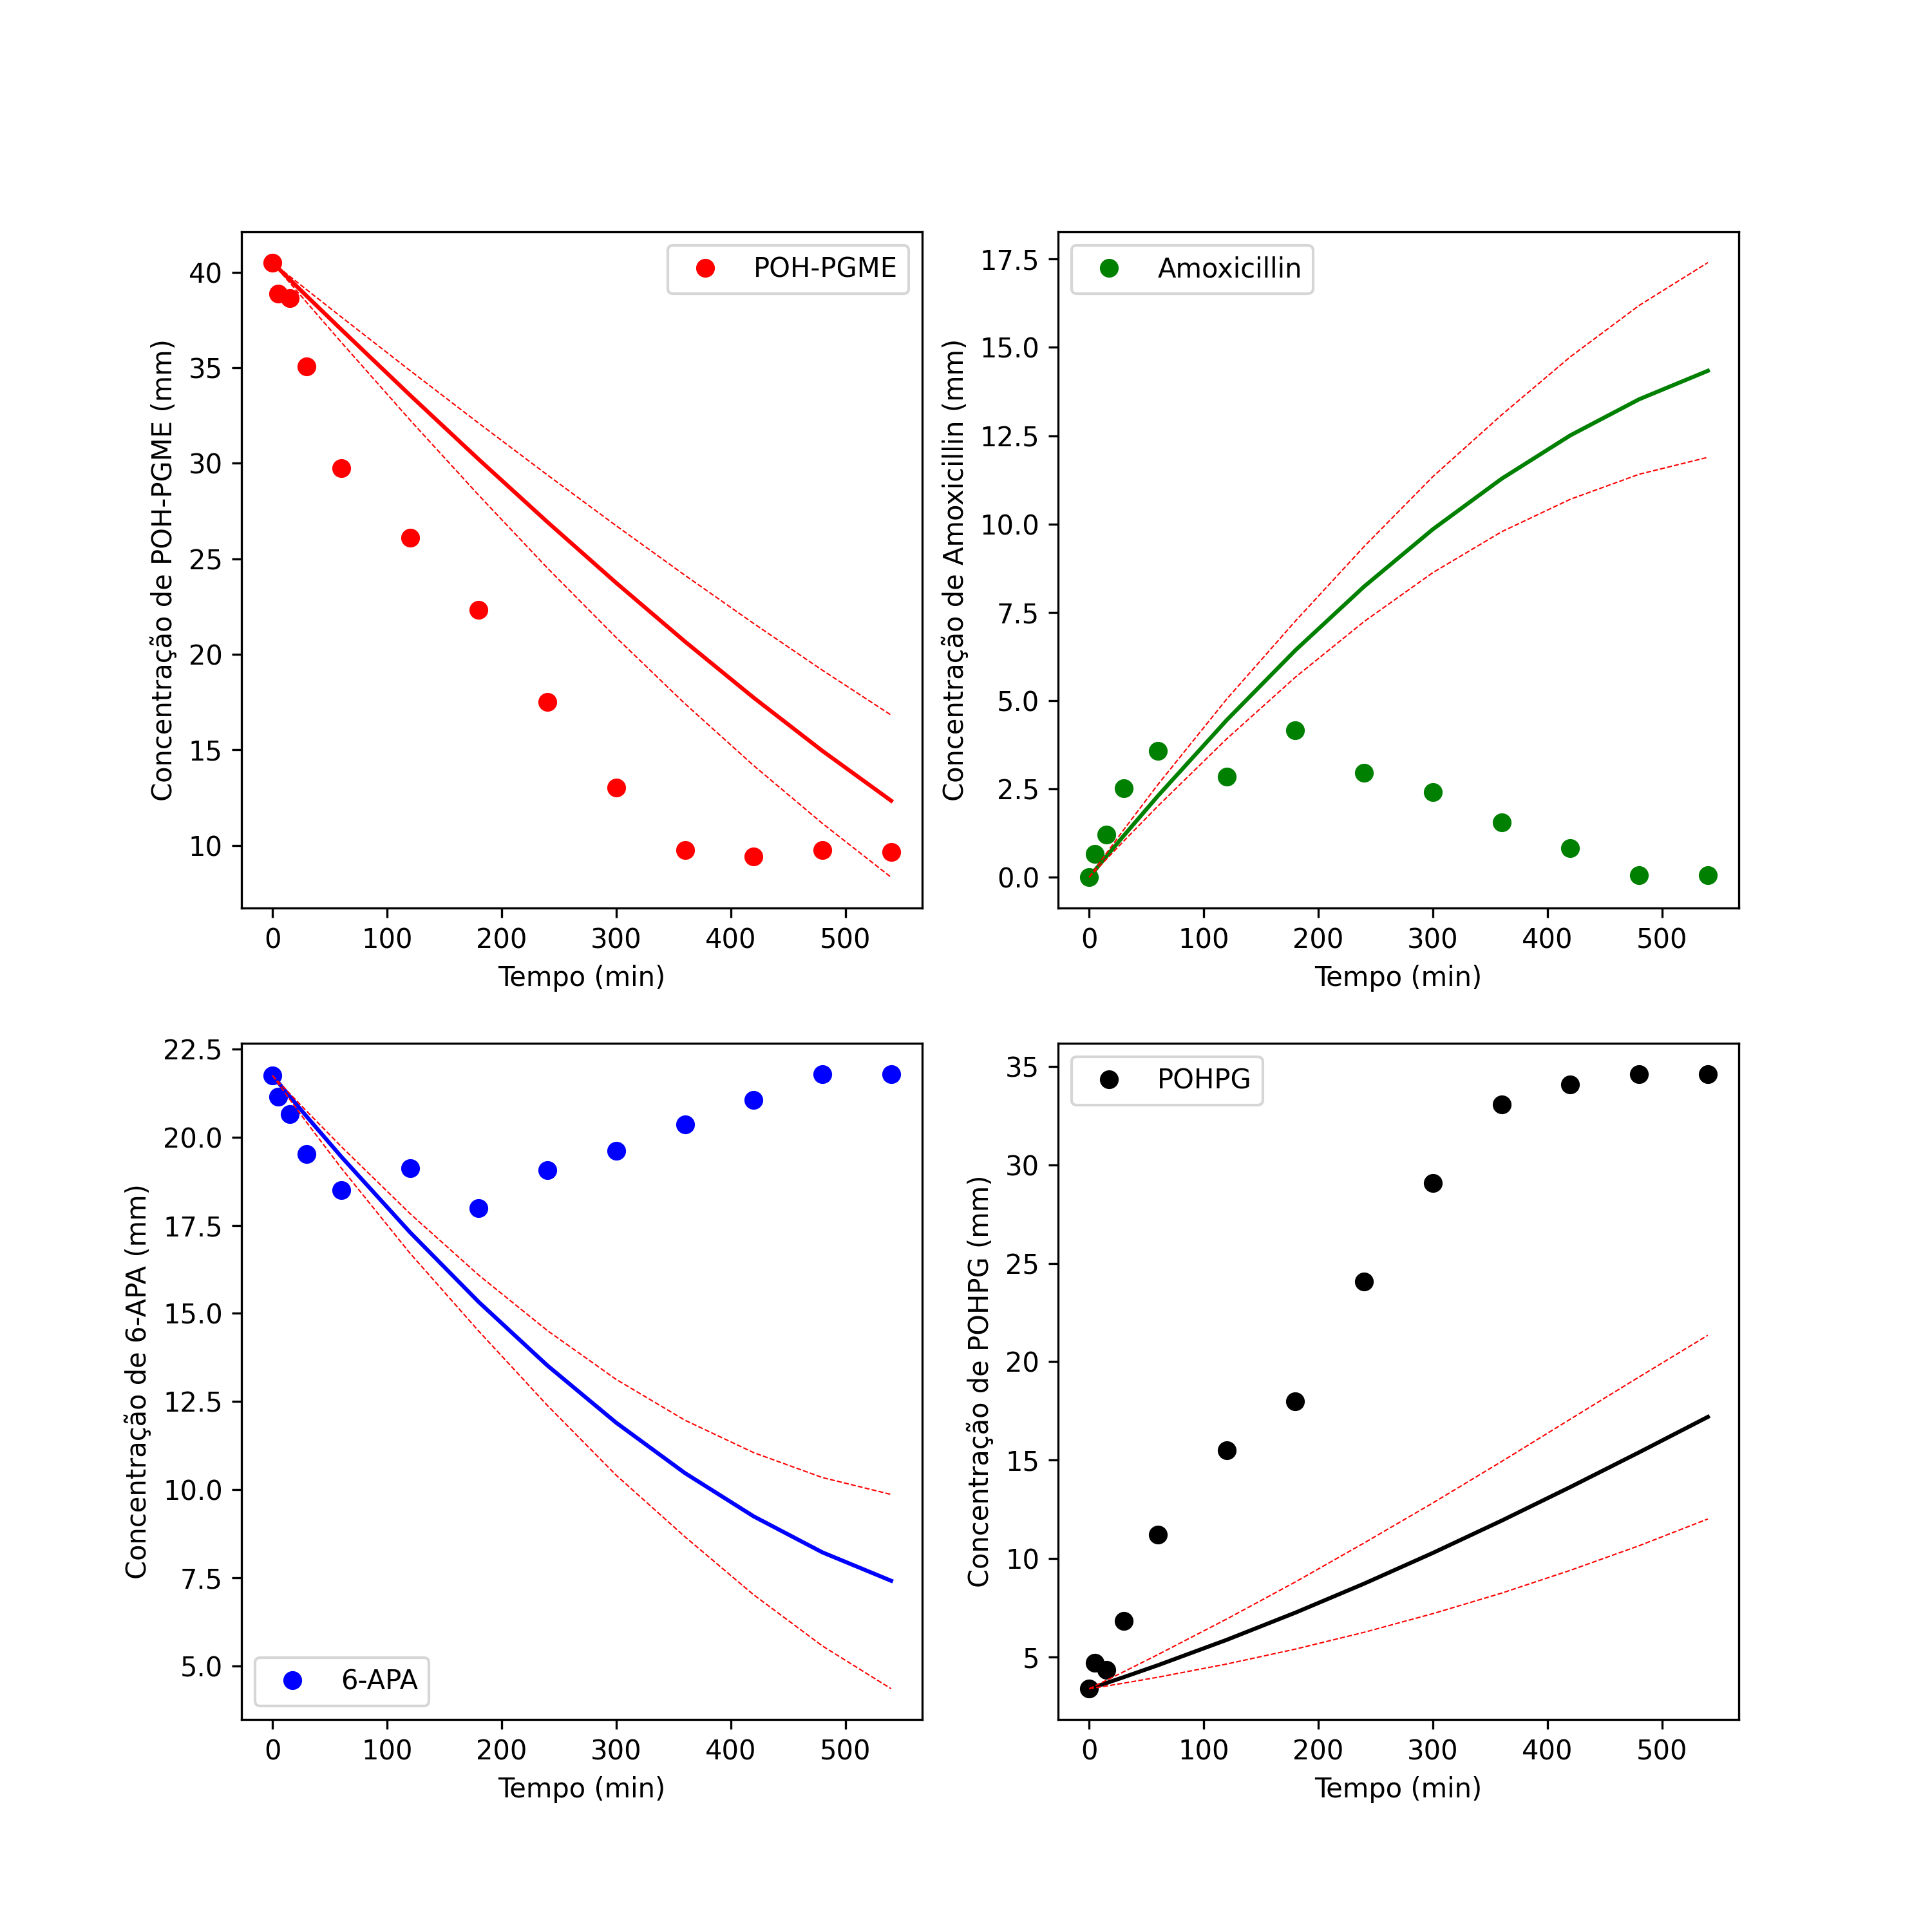 POH-PGME
40
35
30
25
20
15
10
Concentração de POH-PGME (mm)
0 100 200 300 400 500
Tempo (min)
Amoxicillin
17.5
15.0
12.5
10.0
7.5
5.0
2.5
0.0
Concentração de Amoxicillin (mm)
0 100 200 300 400 500
Tempo (min)
22.5
20.0
17.5
15.0
12.5
10.0
7.5
5.0
Concentração de 6-APA (mm)
6-APA
0 100 200 300 400 500
Tempo (min)
POHPG
35
30
25
20
15
10
5
Concentração de POHPG (mm)
0 100 200 300 400 500
Tempo (min)